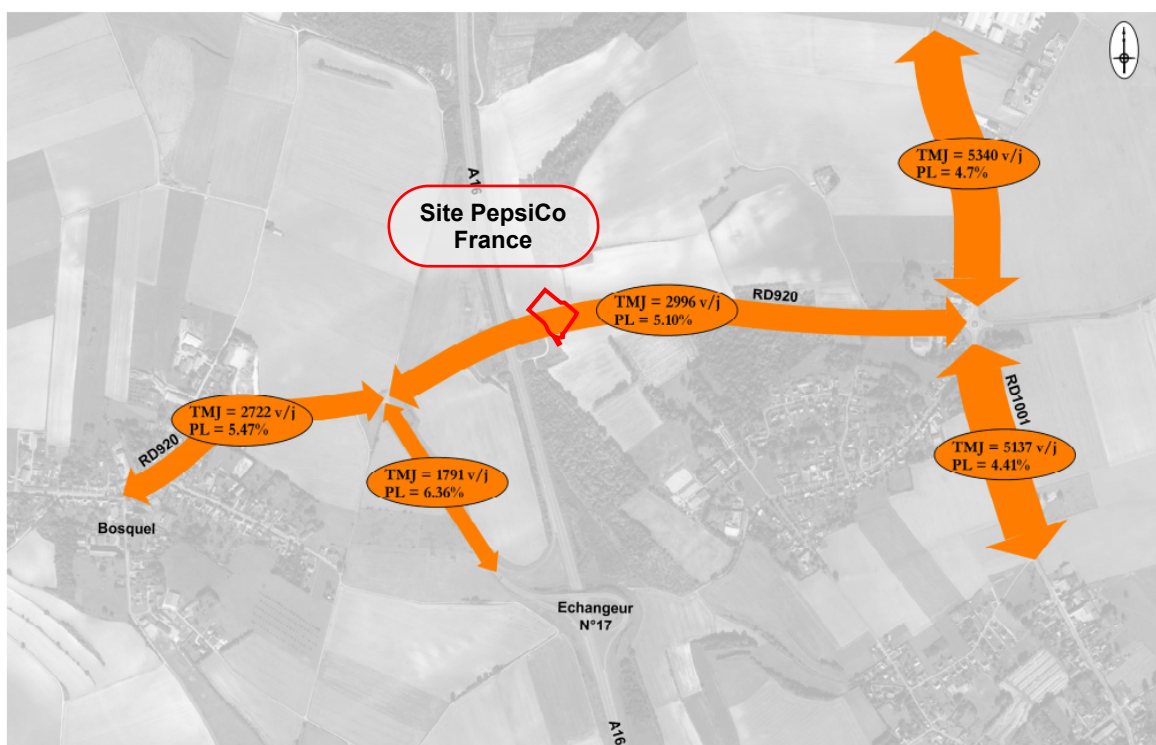 TMJ = 5340 v/j
PL = 4.7%
A16
Site PepsiCo
France
RD920
TMJ = 2996 v/j
PL = 5.10%
RD1001
TMJ = 2722 v/j
PL = 5.47%
RD920
TMJ = 5137 v/j
PL = 4.41%
TMJ = 1791 v/j
PL = 6.36%
Bosquel
Echangeur
N°17
A16